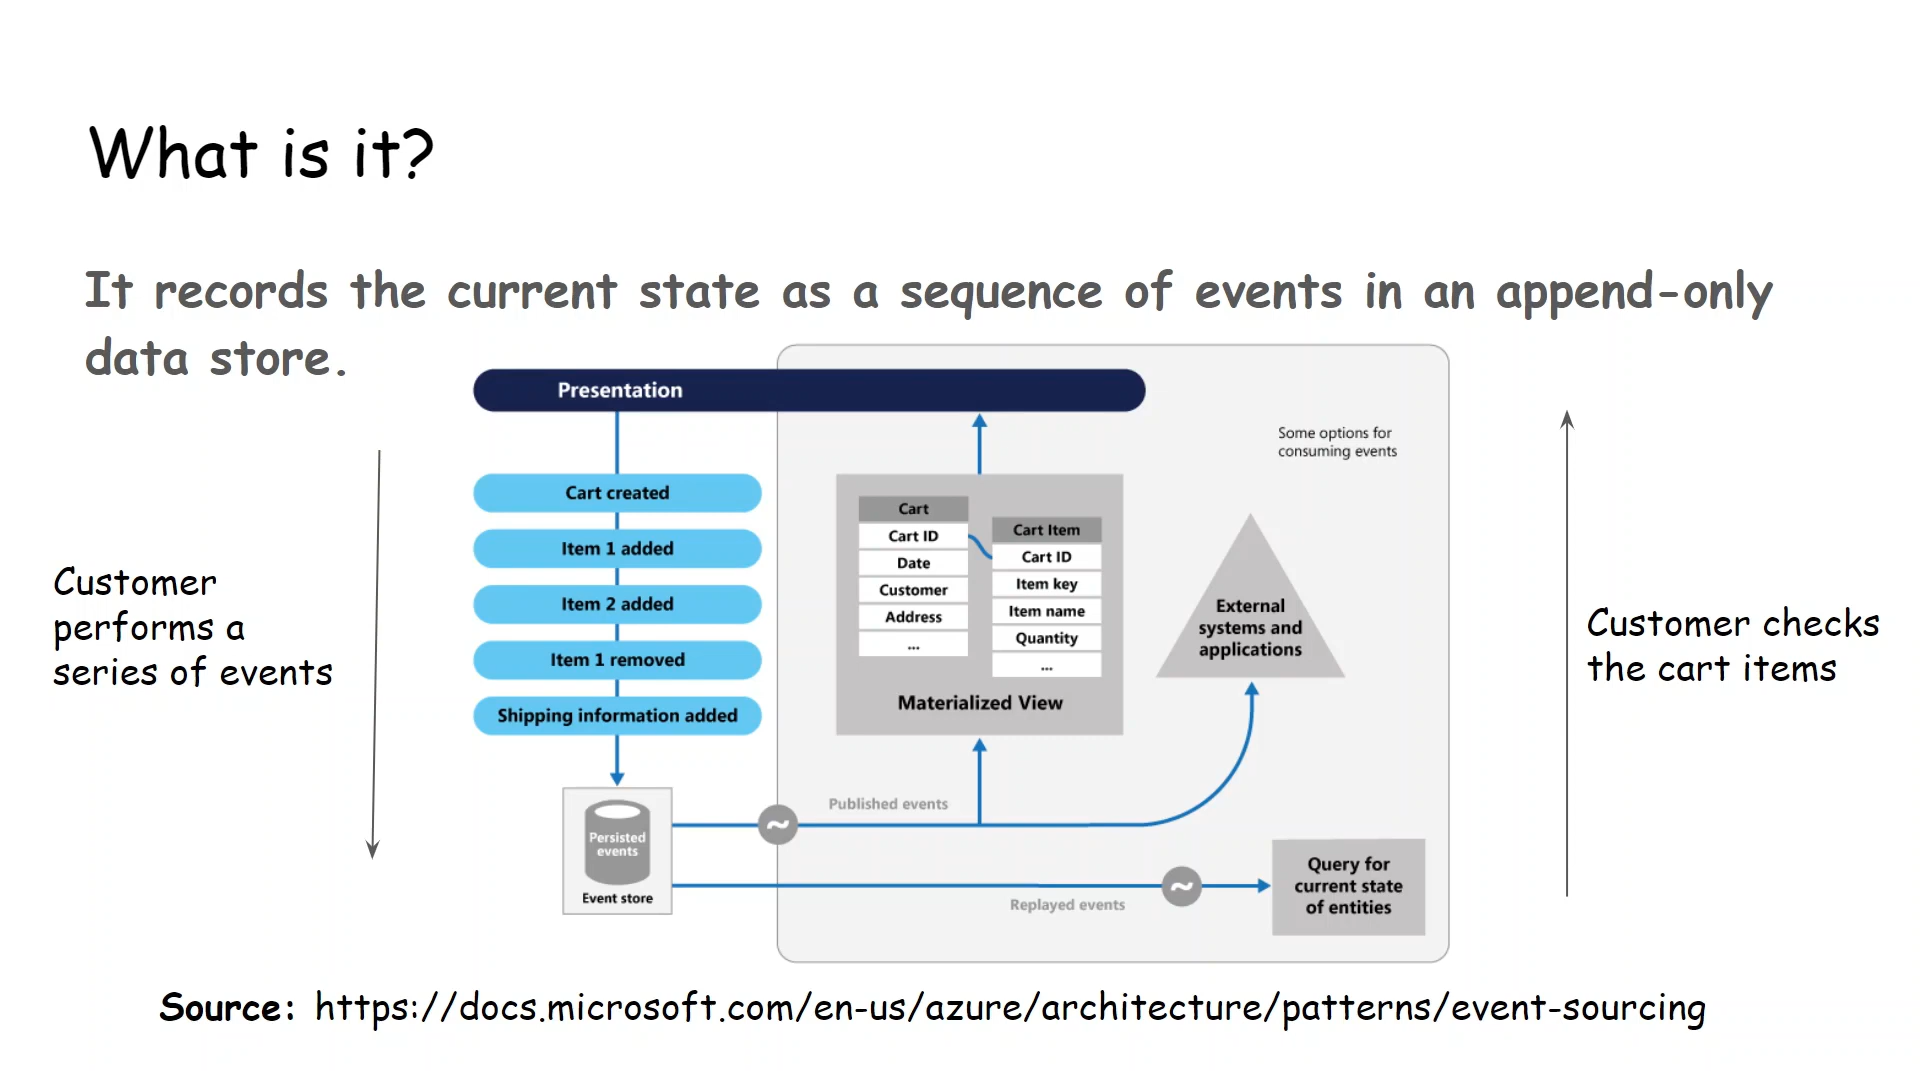 What is it?
It records the current state as a sequence of events in an append-only
data store.
Presentation
Some options for
consuming events
Cart created
Item 1 added
Item 2 added
Item 1 removed
Shipping information added
Customer
performs a
series of events
Cart
Cart ID
Date
Customer
Address
...
Cart Item
Cart ID
Item key
Item name
Quantity
...
Materialized View
External
systems and
applications
Customer checks
the cart items
Published events
Persisted
events
Event store
Replayed events
Query for
current state
of entities
Source: https://docs.microsoft.com/en-us/azure/architecture/patterns/event-sourcing